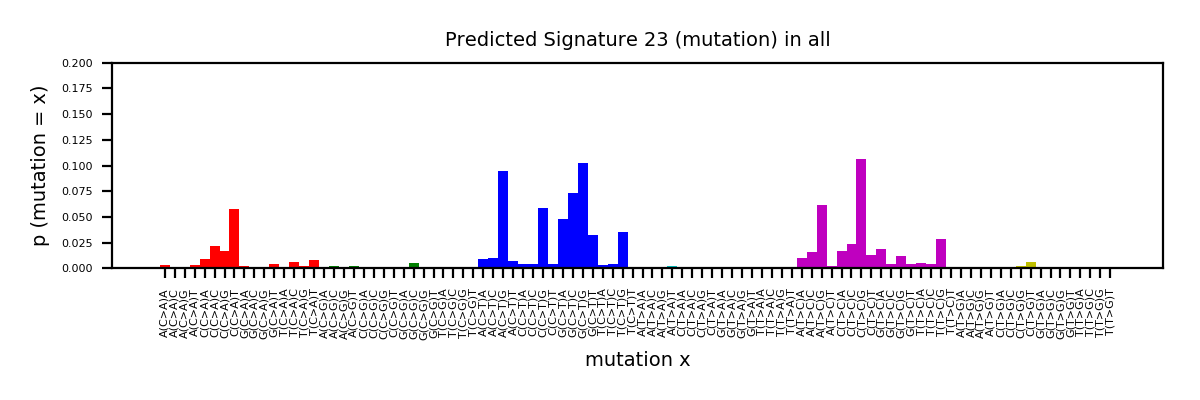 Predicted Signature 23 (mutation) in all
p (mutation = x)
0.200
0.175
0.150
0.125
0.100
0.075
0.050
0.025
0.000
A(C>A)A
A(C>A)C
A(C>A)G
A(C>A)T
C(C>A)A
C(C>A)C
C(C>A)G
C(C>A)T
G(C>A)A
G(C>A)C
G(C>A)G
G(C>A)T
T(C>A)A
T(C>A)C
T(C>A)G
T(C>A)T
A(C>G)A
A(C>G)C
A(C>G)G
A(C>G)T
C(C>G)A
C(C>G)C
C(C>G)G
C(C>G)T
G(C>G)A
G(C>G)C
G(C>G)G
G(C>G)T
T(C>G)A
T(C>G)C
T(C>G)G
T(C>G)T
A(C>T)A
A(C>T)C
A(C>T)G
A(C>T)T
C(C>T)A
C(C>T)C
C(C>T)G
C(C>T)T
G(C>T)A
G(C>T)C
G(C>T)G
G(C>T)T
T(C>T)A
T(C>T)C
T(C>T)G
T(C>T)T
A(T>A)A
A(T>A)C
A(T>A)G
A(T>A)T
C(T>A)A
C(T>A)C
C(T>A)G
C(T>A)T
G(T>A)A
G(T>A)C
G(T>A)G
G(T>A)T
T(T>A)A
T(T>A)C
T(T>A)G
T(T>A)T
A(T>C)A
A(T>C)C
A(T>C)G
A(T>C)T
C(T>C)A
C(T>C)C
C(T>C)G
C(T>C)T
G(T>C)A
G(T>C)C
G(T>C)G
G(T>C)T
T(T>C)A
T(T>C)C
T(T>C)G
T(T>C)T
A(T>G)A
A(T>G)C
A(T>G)G
A(T>G)T
C(T>G)A
C(T>G)C
C(T>G)G
C(T>G)T
G(T>G)A
G(T>G)C
G(T>G)G
G(T>G)T
T(T>G)A
T(T>G)C
T(T>G)G
T(T>G)T
mutation x